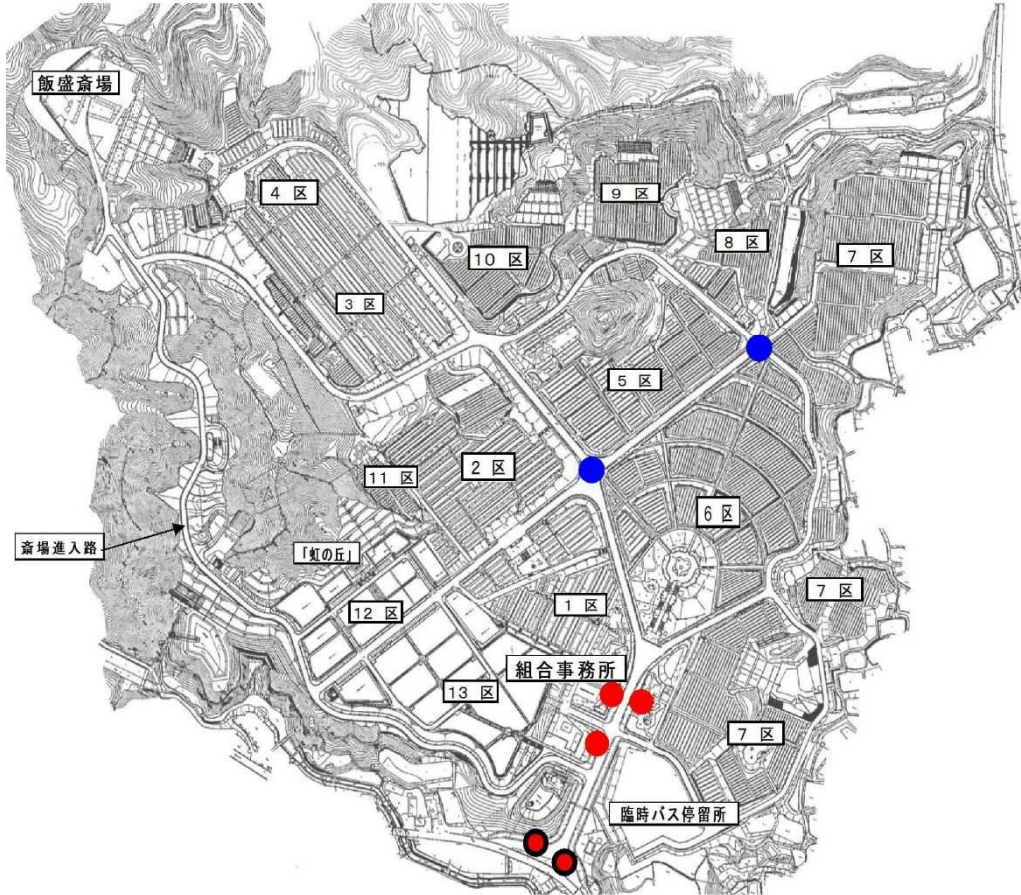 飯盛斎場
4 区
9 区
8 区
7 区
10 区
3 区
5 区
2 区
11 区
6 区
斎場進入路
「虹の丘」
12 区
1 区
7 区
組合事務所
13 区
7 区
臨時バス停留所